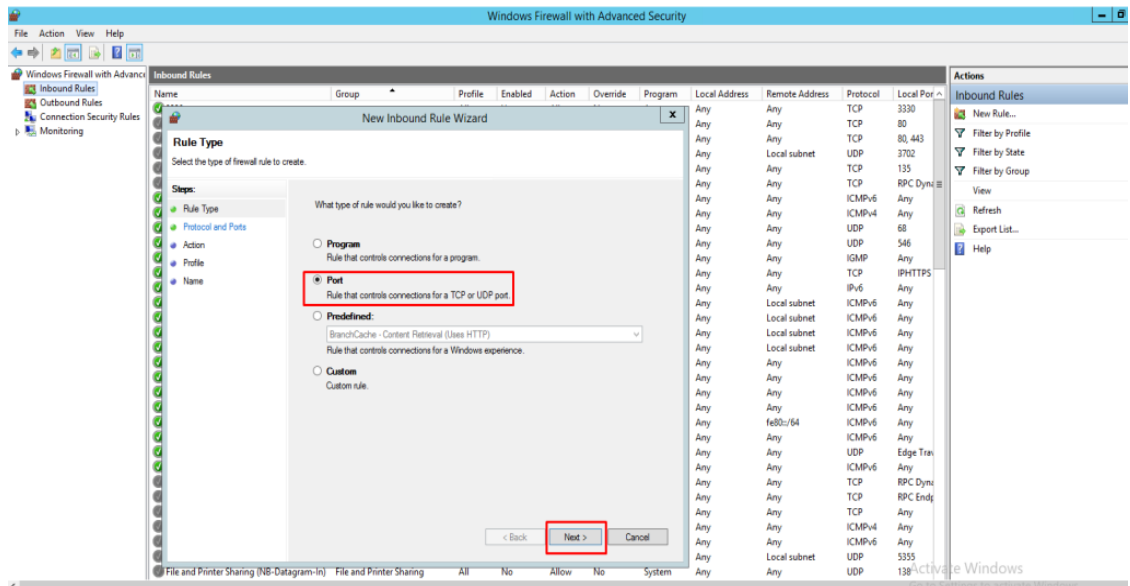 Windows Firewall with Advanced Security
File Action View Help
Windows Firewall with Advance
Inbound Rules
Outbound Rules
Connection Security Rules
Monitoring
Inbound Rules
Name Group Profile Enabled Action Override Program Local Address Remote Address Protocol Local Por
Any Any TCP 3330
Any Any TCP 80
Any Any TCP 80, 443
Any Local subnet UDP 3702
Any Any TCP 135
Any Any TCP RPC Dyna
Any Any ICMPv6 Any
Any Any ICMPv4 Any
Any Any UDP 68
Any Any UDP 546
Any Any IGMP Any
Any Any TCP IPHTTPS
Any Any IPv6 Any
Any Local subnet ICMPv6 Any
Any Local subnet ICMPv6 Any
Any Local subnet ICMPv6 Any
Any Any ICMPv6 Any
Any Any ICMPv6 Any
Any Any ICMPv6 Any
Any Any ICMPv6 Any
Any fe80::/64 ICMPv6 Any
Any Any ICMPv6 Any
Any Any UDP Edge Trav
Any Any ICMPv6 Any
Any Any TCP RPC Dyna
Any Any TCP RPC Endp
Any Any TCP Any
Any Any ICMPv4 Any
Any Any ICMPv6 Any
Any Local subnet UDP 5355
File and Printer Sharing (NB-Datagram-In) File and Printer Sharing All No Allow No System Any Any UDP 138
New Inbound Rule Wizard
Rule Type
Select the type of firewall rule to create.
Steps:
Rule Type
Protocol and Ports
Action
Profile
Name
What type of rule would you like to create?
Program
Rule that controls connections for a program.
Port
Rule that controls connections for a TCP or UDP port.
Predefined:
BranchCache - Content Retrieval (Uses HTTP)
Rule that controls connections for a Windows experience.
Custom
Custom rule.
< Back Next > Cancel
Actions
Inbound Rules
New Rule...
Filter by Profile
Filter by State
Filter by Group
View
Refresh
Export List...
Help
Activate Windows